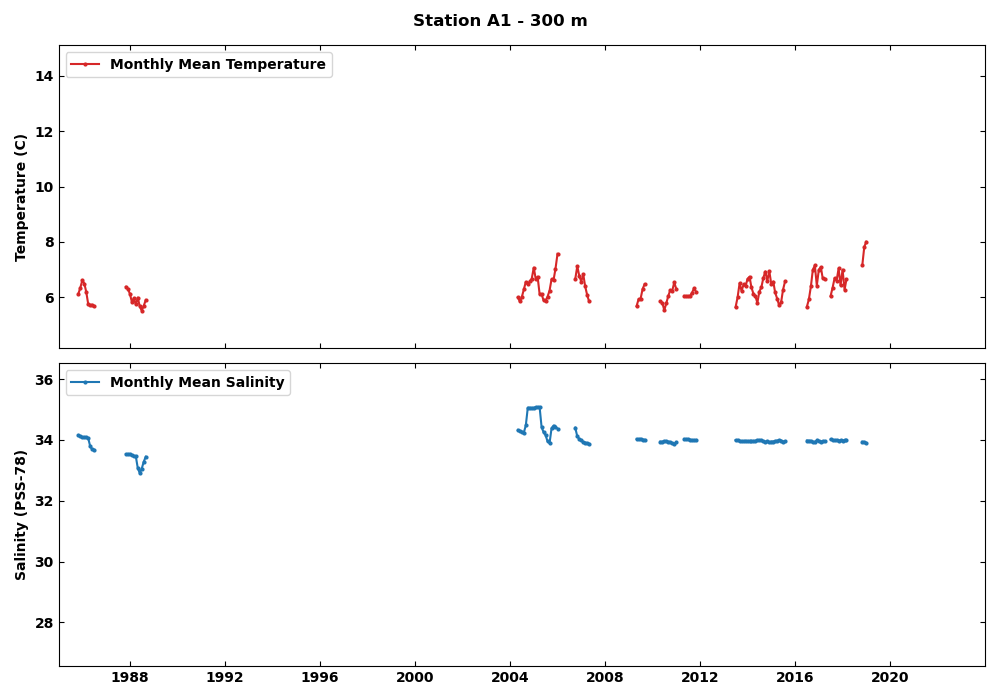 Station A1 - 300 m
Monthly Mean Temperature
Temperature (C)
14
12
10
8
6
Monthly Mean Salinity
Salinity (PSS-78)
36
34
32
30
28
1988 1992 1996 2000 2004 2008 2012 2016 2020